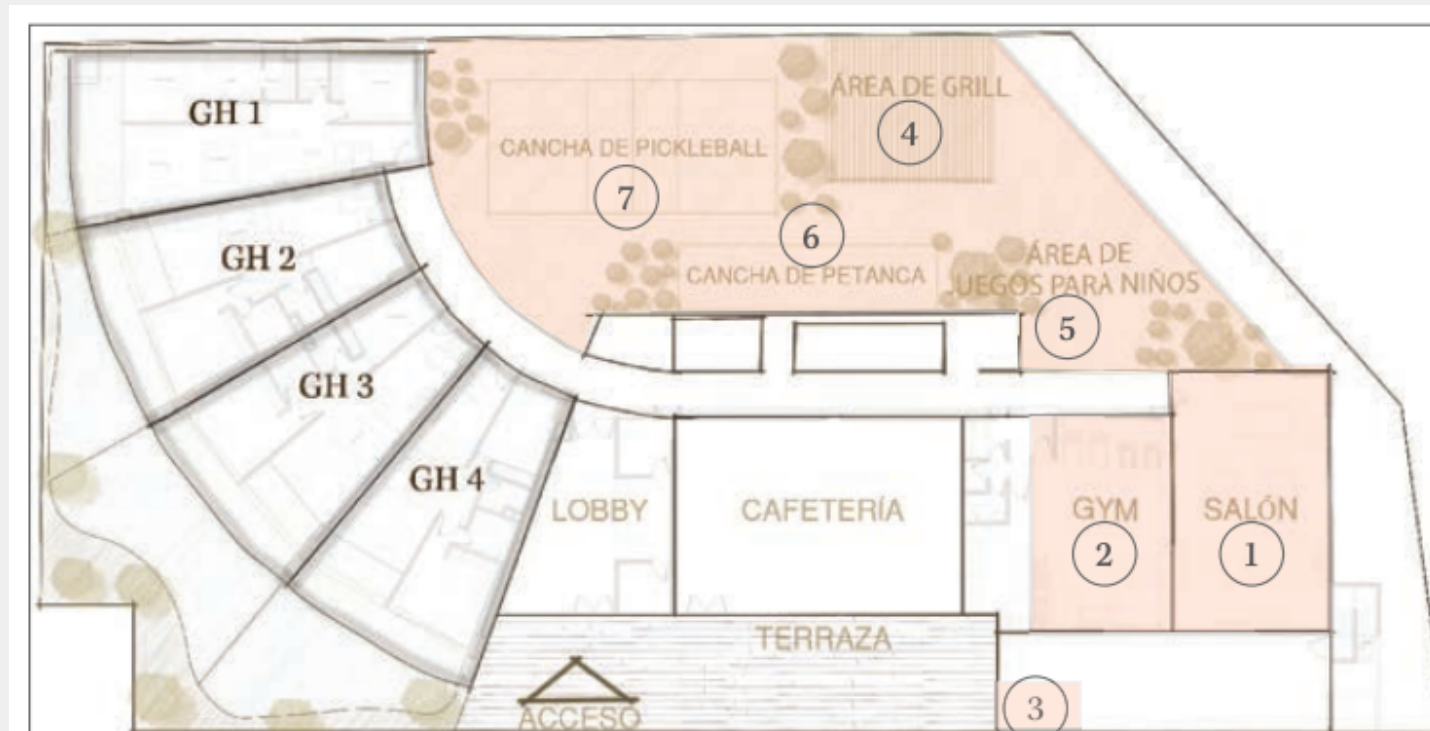 GH 1
ÁREA DE GRILL
4
CANCHA DE PICKLEBALL
7
GH 2
6
CANCHA DE PETANCA
ÁREA DE
JUEGOS PARA NIÑOS
5
GH 3
GH 4
LOBBY
CAFETERÍA
GYM
2
SALÓN
1
TERRAZA
3
ACCESO